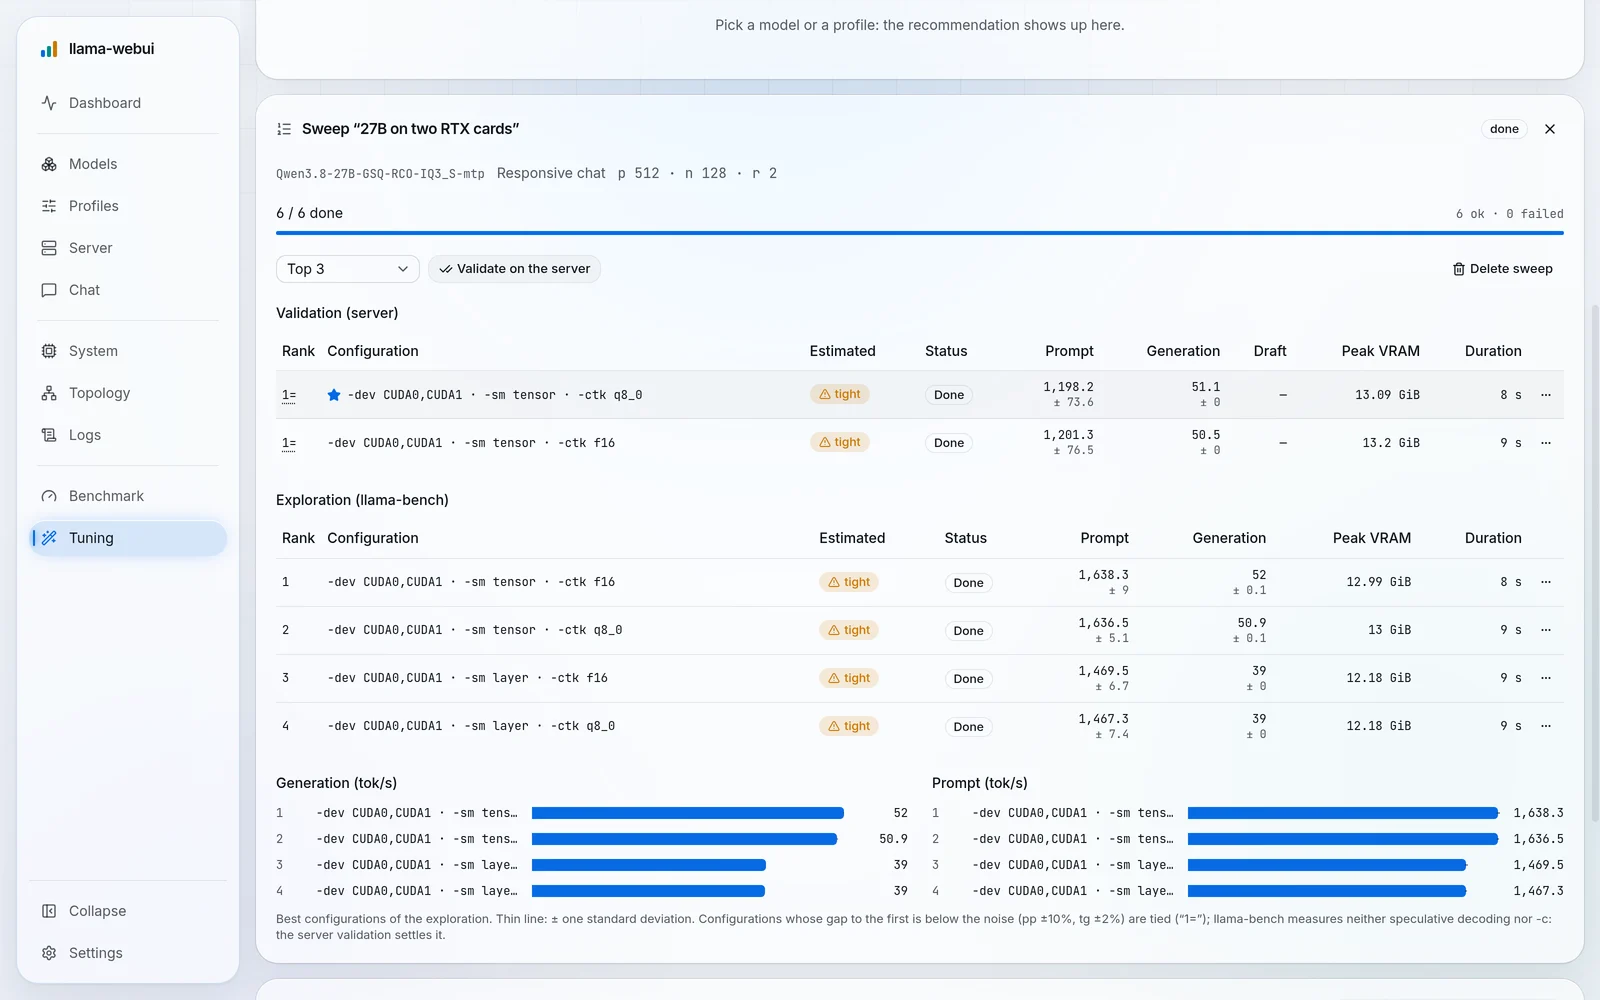 llama-webui
Dashboard
Models
Profiles
Server
Chat
System
Topology
Logs
Benchmark
Tuning
Collapse
Settings
Pick a model or a profile: the recommendation shows up here.
Sweep “27B on two RTX cards”
done
Qwen3.8-27B-GSQ-RCO-IQ3_S-mtp Responsive chat p 512 · n 128 · r 2
6 / 6 done
6 ok · 0 failed
Top 3
Validate on the server
Delete sweep
Validation (server)
Rank Configuration Estimated Status Prompt Generation Draft Peak VRAM Duration
1= -dev CUDA0,CUDA1 · -sm tensor · -ctk q8_0 tight Done 1,198.2 51.1 — 13.09 GiB 8 s ···
± 73.6 ± 0
1= -dev CUDA0,CUDA1 · -sm tensor · -ctk f16 tight Done 1,201.3 50.5 — 13.2 GiB 9 s ···
± 76.5 ± 0
Exploration (llama-bench)
Rank Configuration Estimated Status Prompt Generation Peak VRAM Duration
1 -dev CUDA0,CUDA1 · -sm tensor · -ctk f16 tight Done 1,638.3 52 12.99 GiB 8 s ···
± 9 ± 0.1
2 -dev CUDA0,CUDA1 · -sm tensor · -ctk q8_0 tight Done 1,636.5 50.9 13 GiB 9 s ···
± 5.1 ± 0.1
3 -dev CUDA0,CUDA1 · -sm layer · -ctk f16 tight Done 1,469.5 39 12.18 GiB 9 s ···
± 6.7 ± 0
4 -dev CUDA0,CUDA1 · -sm layer · -ctk q8_0 tight Done 1,467.3 39 12.18 GiB 9 s ···
± 7.4 ± 0
Generation (tok/s)
1 -dev CUDA0,CUDA1 · -sm tens… 52
2 -dev CUDA0,CUDA1 · -sm tens… 50.9
3 -dev CUDA0,CUDA1 · -sm laye… 39
4 -dev CUDA0,CUDA1 · -sm laye… 39
Prompt (tok/s)
1 -dev CUDA0,CUDA1 · -sm tens… 1,638.3
2 -dev CUDA0,CUDA1 · -sm tens… 1,636.5
3 -dev CUDA0,CUDA1 · -sm laye… 1,469.5
4 -dev CUDA0,CUDA1 · -sm laye… 1,467.3
Best configurations of the exploration. Thin line: ± one standard deviation. Configurations whose gap to the first is below the noise (pp ±10%, tg ±2%) are tied (“1=”); llama-bench measures neither speculative decoding nor -c:
the server validation settles it.